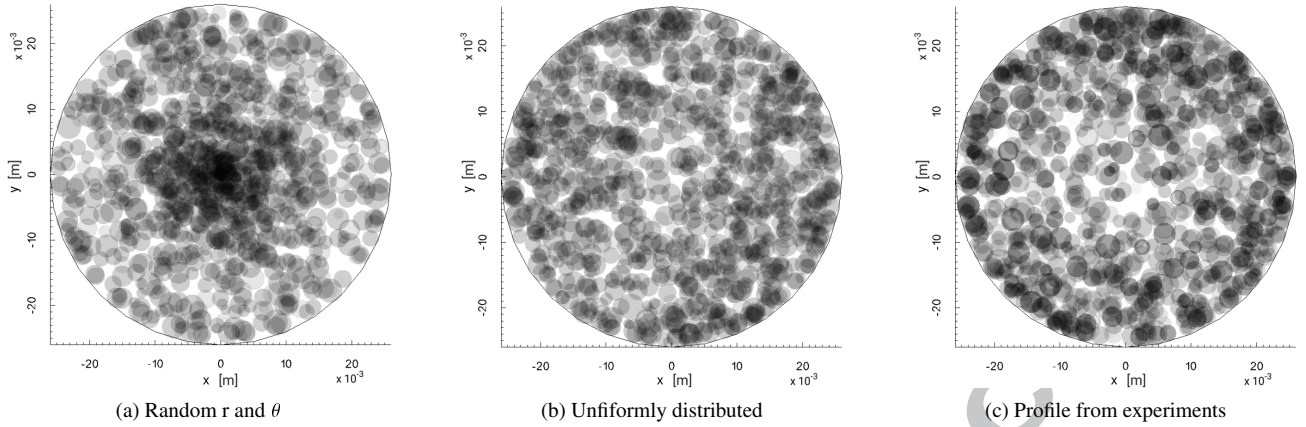 20
10
0
-10
-20
x 10⁻³
y [m]
-20
-10
0
10
20
x [m]
x 10⁻³
(a) Random r and θ
20
10
0
-10
-20
x 10⁻³
y [m]
-20
-10
0
10
20
x [m]
x 10⁻³
(b) Unfiformly distributed
20
10
0
-10
-20
x 10⁻³
y [m]
-20
-10
0
10
20
x [m]
x 10⁻³
(c) Profile from experiments